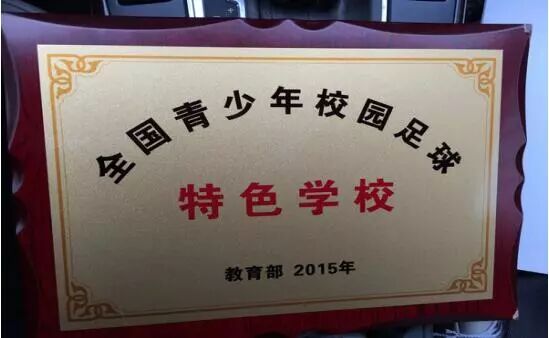 全国青少年校园足球
特色学校
教育部 2015年